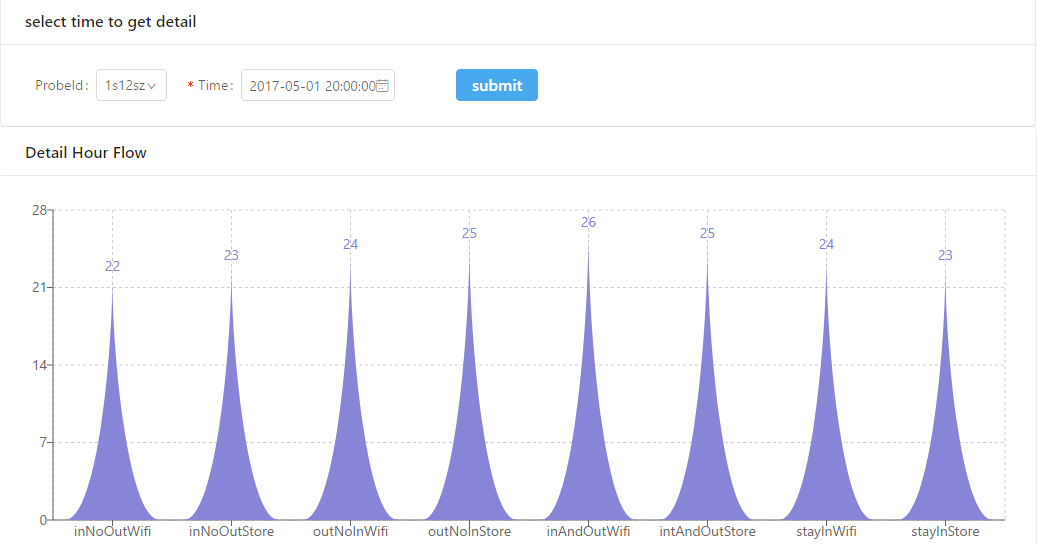 select time to get detail
ProbeId: 1s12sz * Time: 2017-05-01 20:00:00 submit
Detail Hour Flow
28
26
25 25
24 24
23 23
22
21
14
7
0
inNoOutWifi inNoOutStore outNoInWifi outNoInStore inAndOutWifi intAndOutStore stayInWifi stayInStore